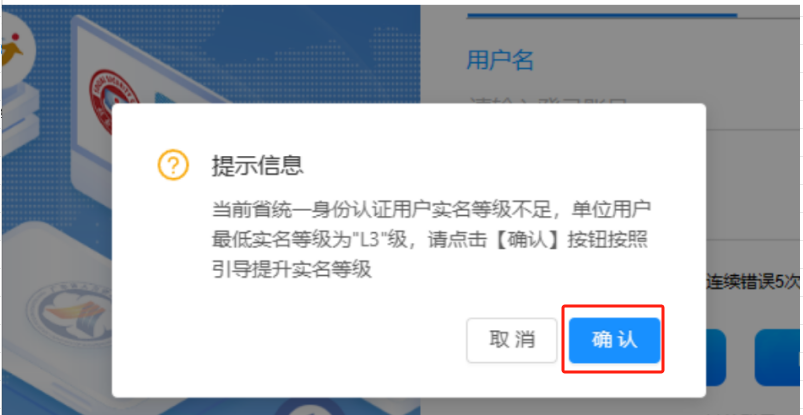 用户名
提示信息
当前省统一身份认证用户实名等级不足，单位用户
最低实名等级为"L3"级，请点击【确认】按钮按照
引导提升实名等级
连续错误5次
取 消
确 认